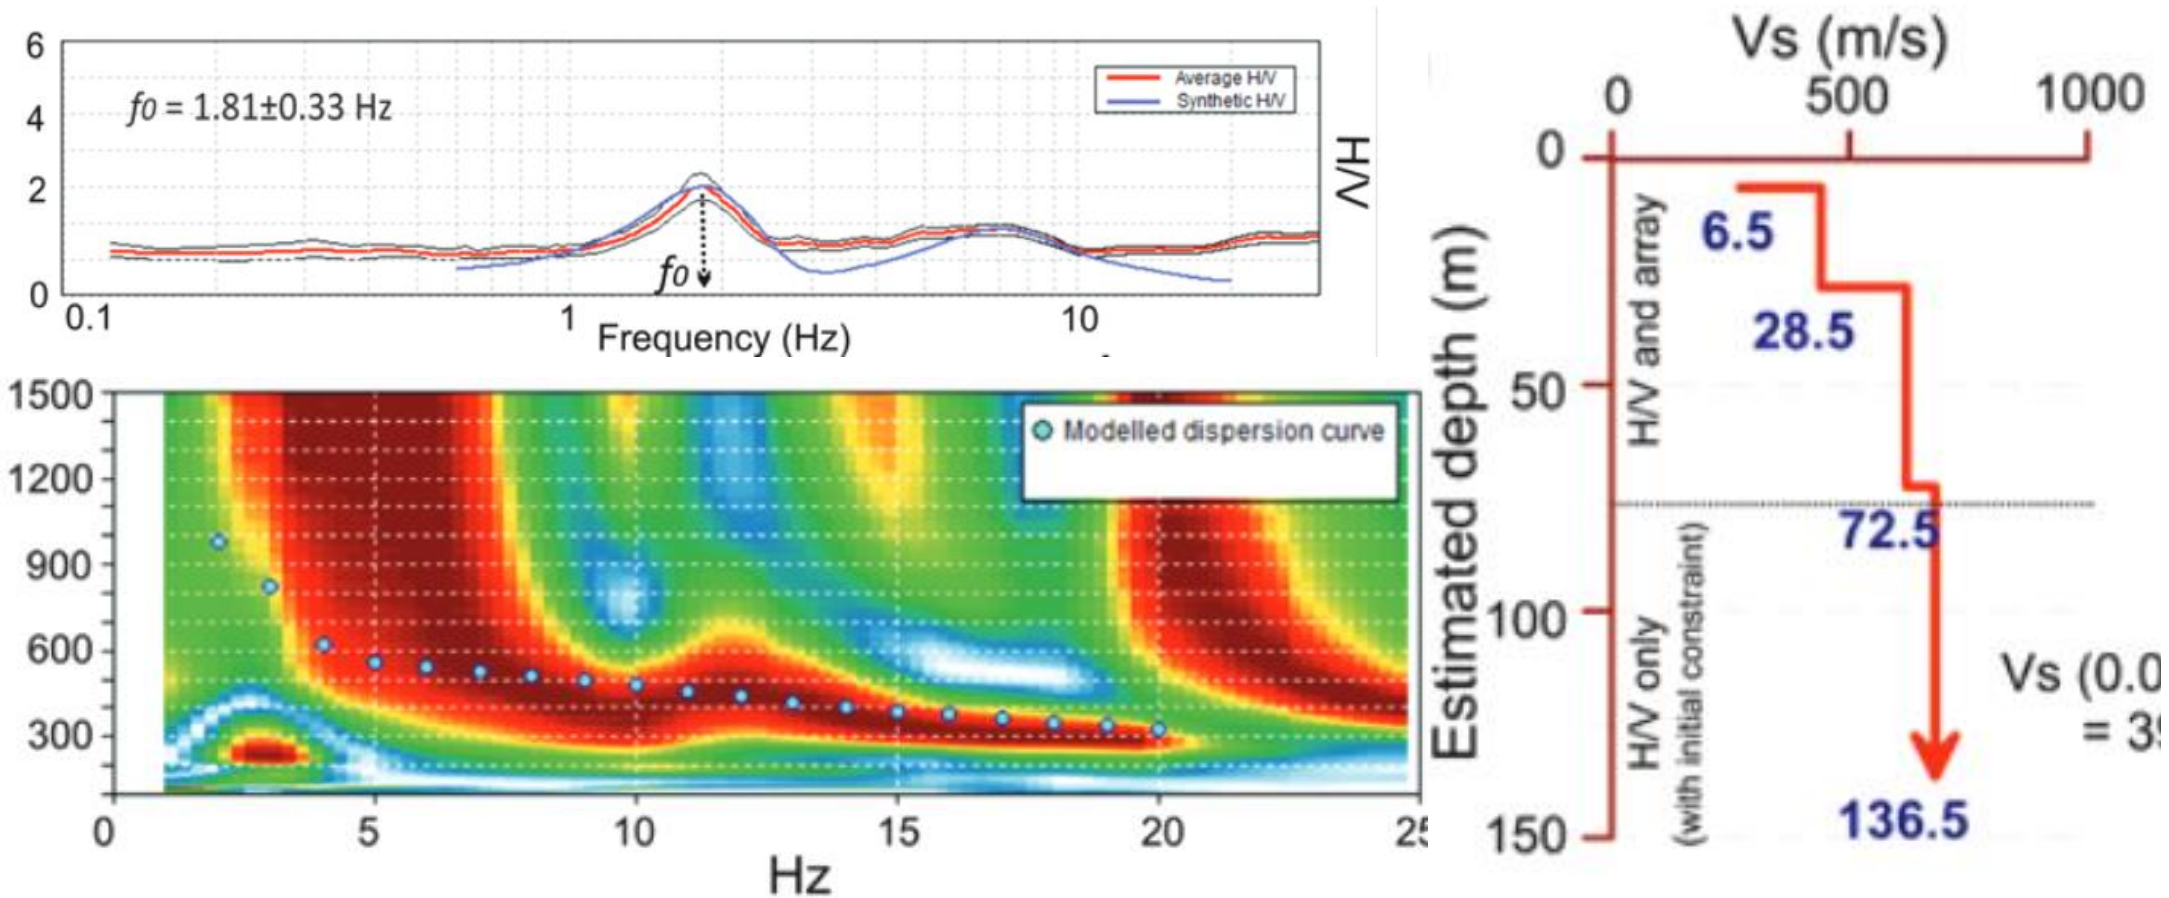 6
4
2
0
f0 = 1.81±0.33 Hz
Average H/V
Synthetic H/V
H/V
f0
0.1
1
10
Frequency (Hz)
1500
1200
900
600
300
Modelled dispersion curve
0
5
10
15
20
25
Hz
Vs (m/s)
0
500
1000
0
50
100
150
Estimated depth (m)
H/V and array
H/V only
(with initial constraint)
6.5
28.5
72.5
136.5
Vs (0.0
= 39